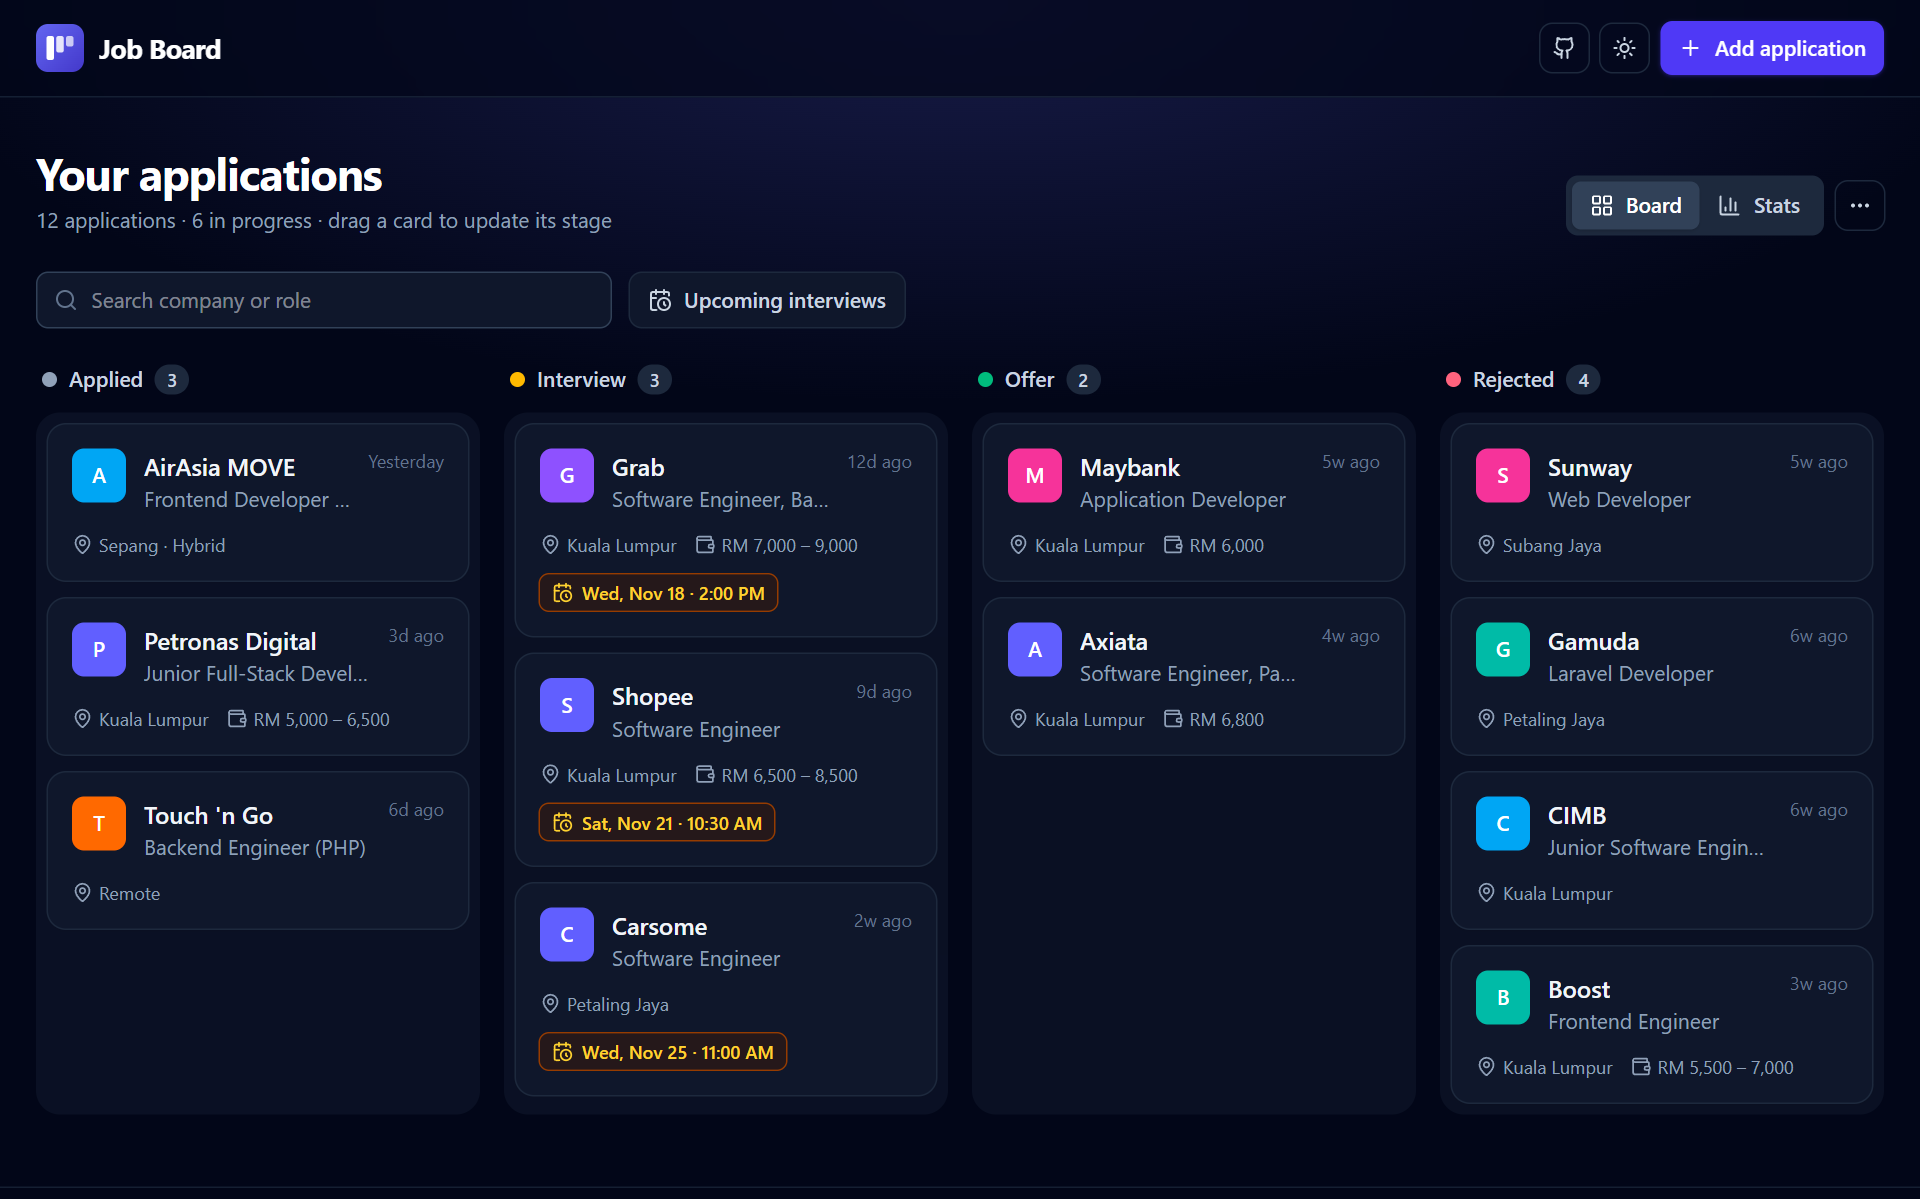 Job Board
Add application
Your applications
12 applications · 6 in progress · drag a card to update its stage
Board
Stats
Search company or role
Upcoming interviews
Applied 3
A
AirAsia MOVE
Yesterday
Frontend Developer ...
Sepang · Hybrid
P
Petronas Digital
3d ago
Junior Full-Stack Devel...
Kuala Lumpur
RM 5,000 – 6,500
T
Touch 'n Go
6d ago
Backend Engineer (PHP)
Remote
Interview 3
G
Grab
12d ago
Software Engineer, Ba...
Kuala Lumpur
RM 7,000 – 9,000
Wed, Nov 18 · 2:00 PM
S
Shopee
9d ago
Software Engineer
Kuala Lumpur
RM 6,500 – 8,500
Sat, Nov 21 · 10:30 AM
C
Carsome
2w ago
Software Engineer
Petaling Jaya
Wed, Nov 25 · 11:00 AM
Offer 2
M
Maybank
5w ago
Application Developer
Kuala Lumpur
RM 6,000
A
Axiata
4w ago
Software Engineer, Pa...
Kuala Lumpur
RM 6,800
Rejected 4
S
Sunway
5w ago
Web Developer
Subang Jaya
G
Gamuda
6w ago
Laravel Developer
Petaling Jaya
C
CIMB
6w ago
Junior Software Engin...
Kuala Lumpur
B
Boost
3w ago
Frontend Engineer
Kuala Lumpur
RM 5,500 – 7,000